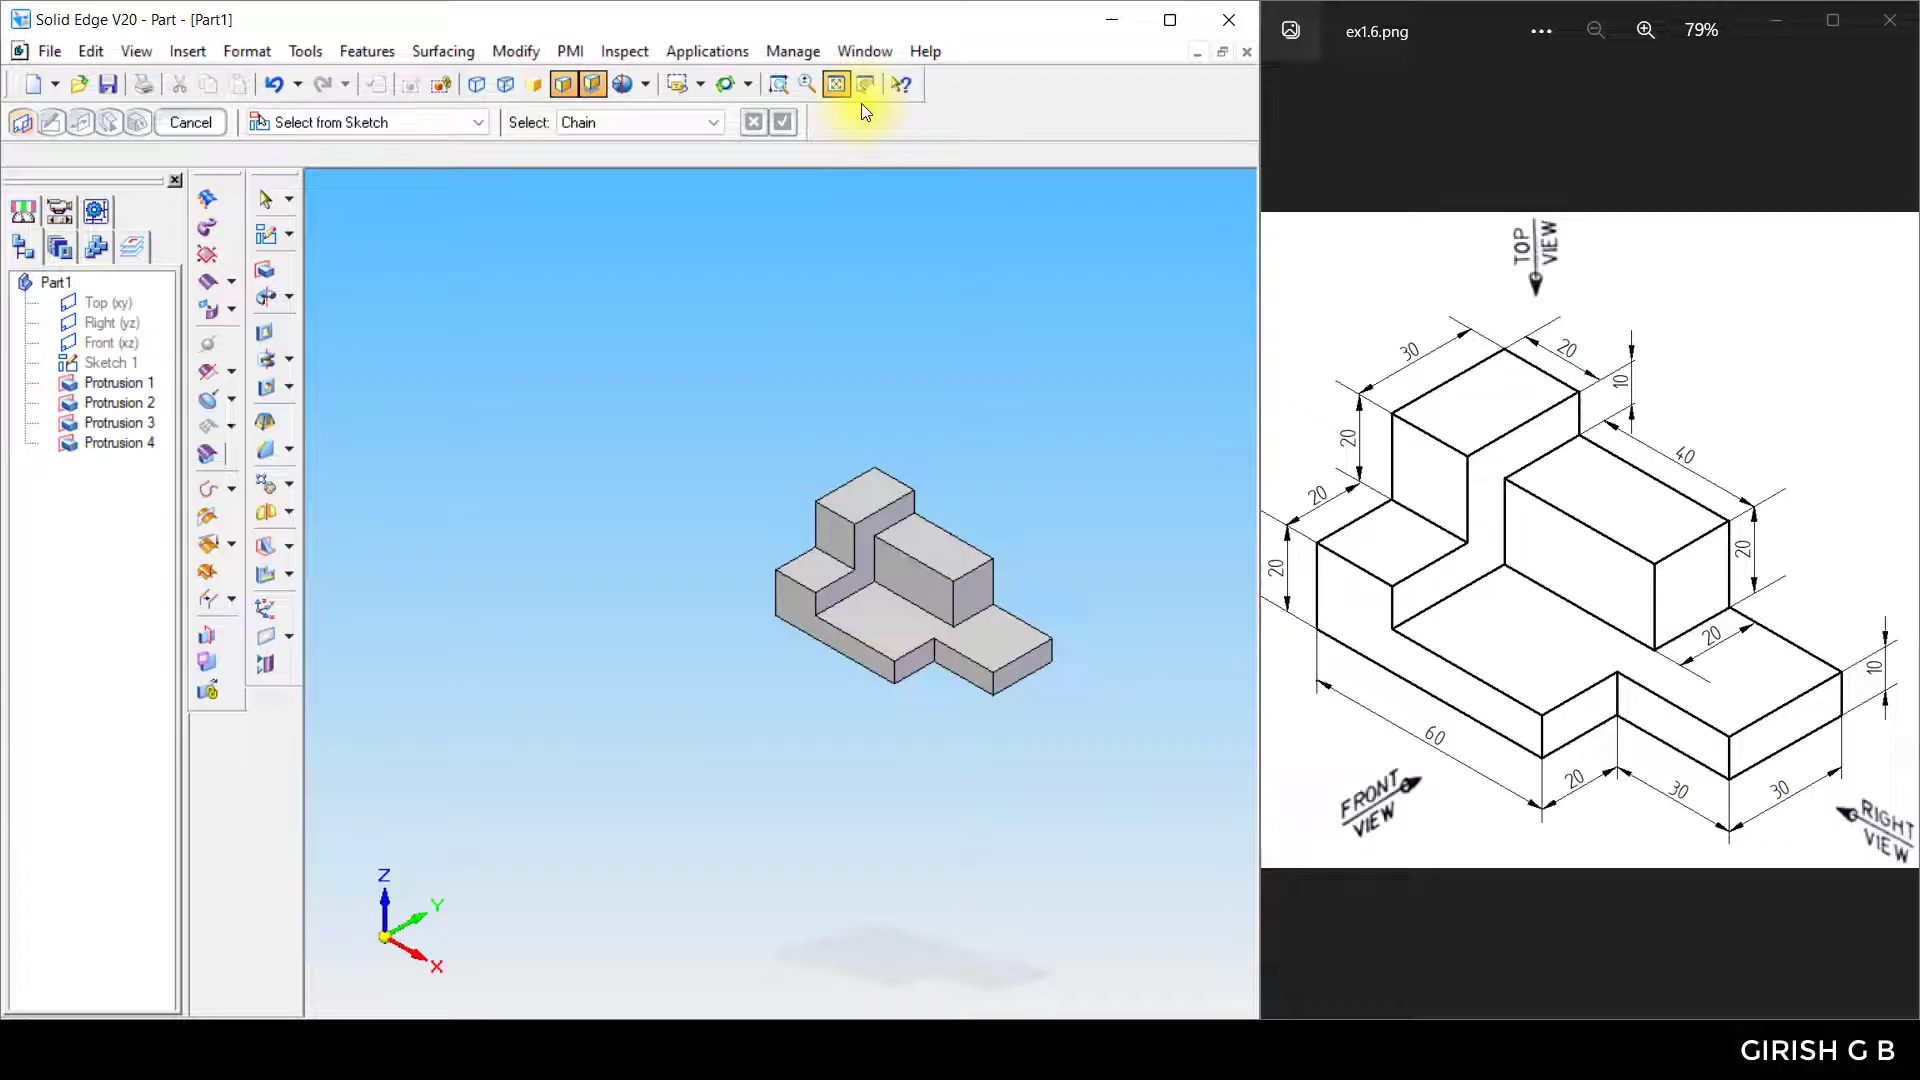 Solid Edge V20 - Part - [Part1]
File Edit View Insert Format Tools Features Surfacing Modify PMI Inspect Applications Manage Window Help
Cancel
Select from Sketch
Select:
Chain
Part1
Top (xy)
Right (yz)
Front (xz)
Sketch 1
Protrusion 1
Protrusion 2
Protrusion 3
Protrusion 4
Z
Y
X
ex1.6.png
79%
TOP
VIEW
30
20
10
20
40
20
20
20
20
10
60
20
30
30
FRONT
VIEW
RIGHT
VIEW
GIRISH G B